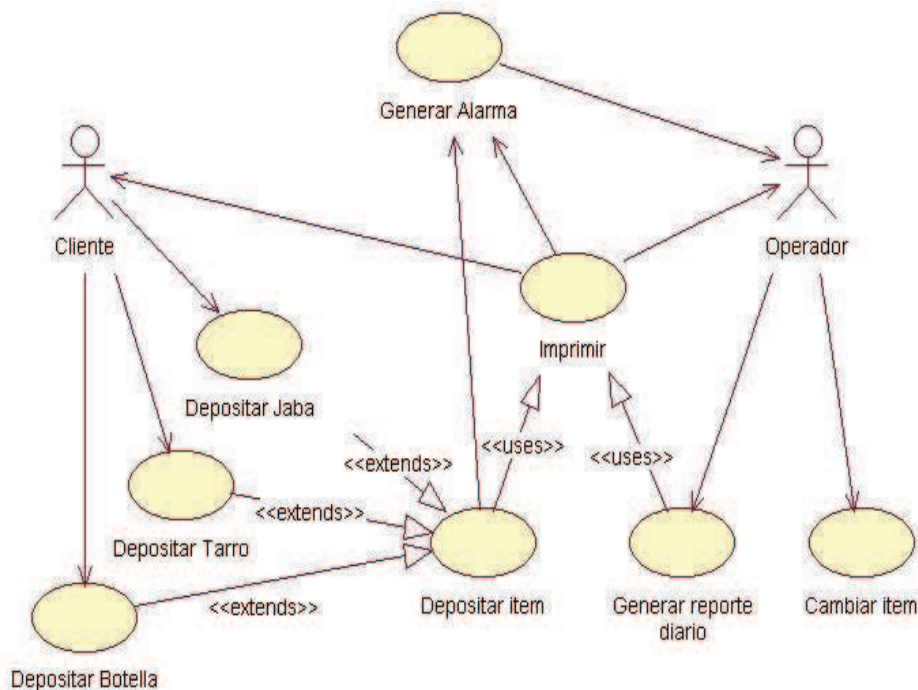 Generar Alarma
Cliente
Operador
Imprimir
Depositar Jaba
<<uses>>
<<extends>>
<<uses>>
<<extends>>
Depositar Tarro
Depositar item
Generar reporte
diario
Cambiar item
<<extends>>
Depositar Botella